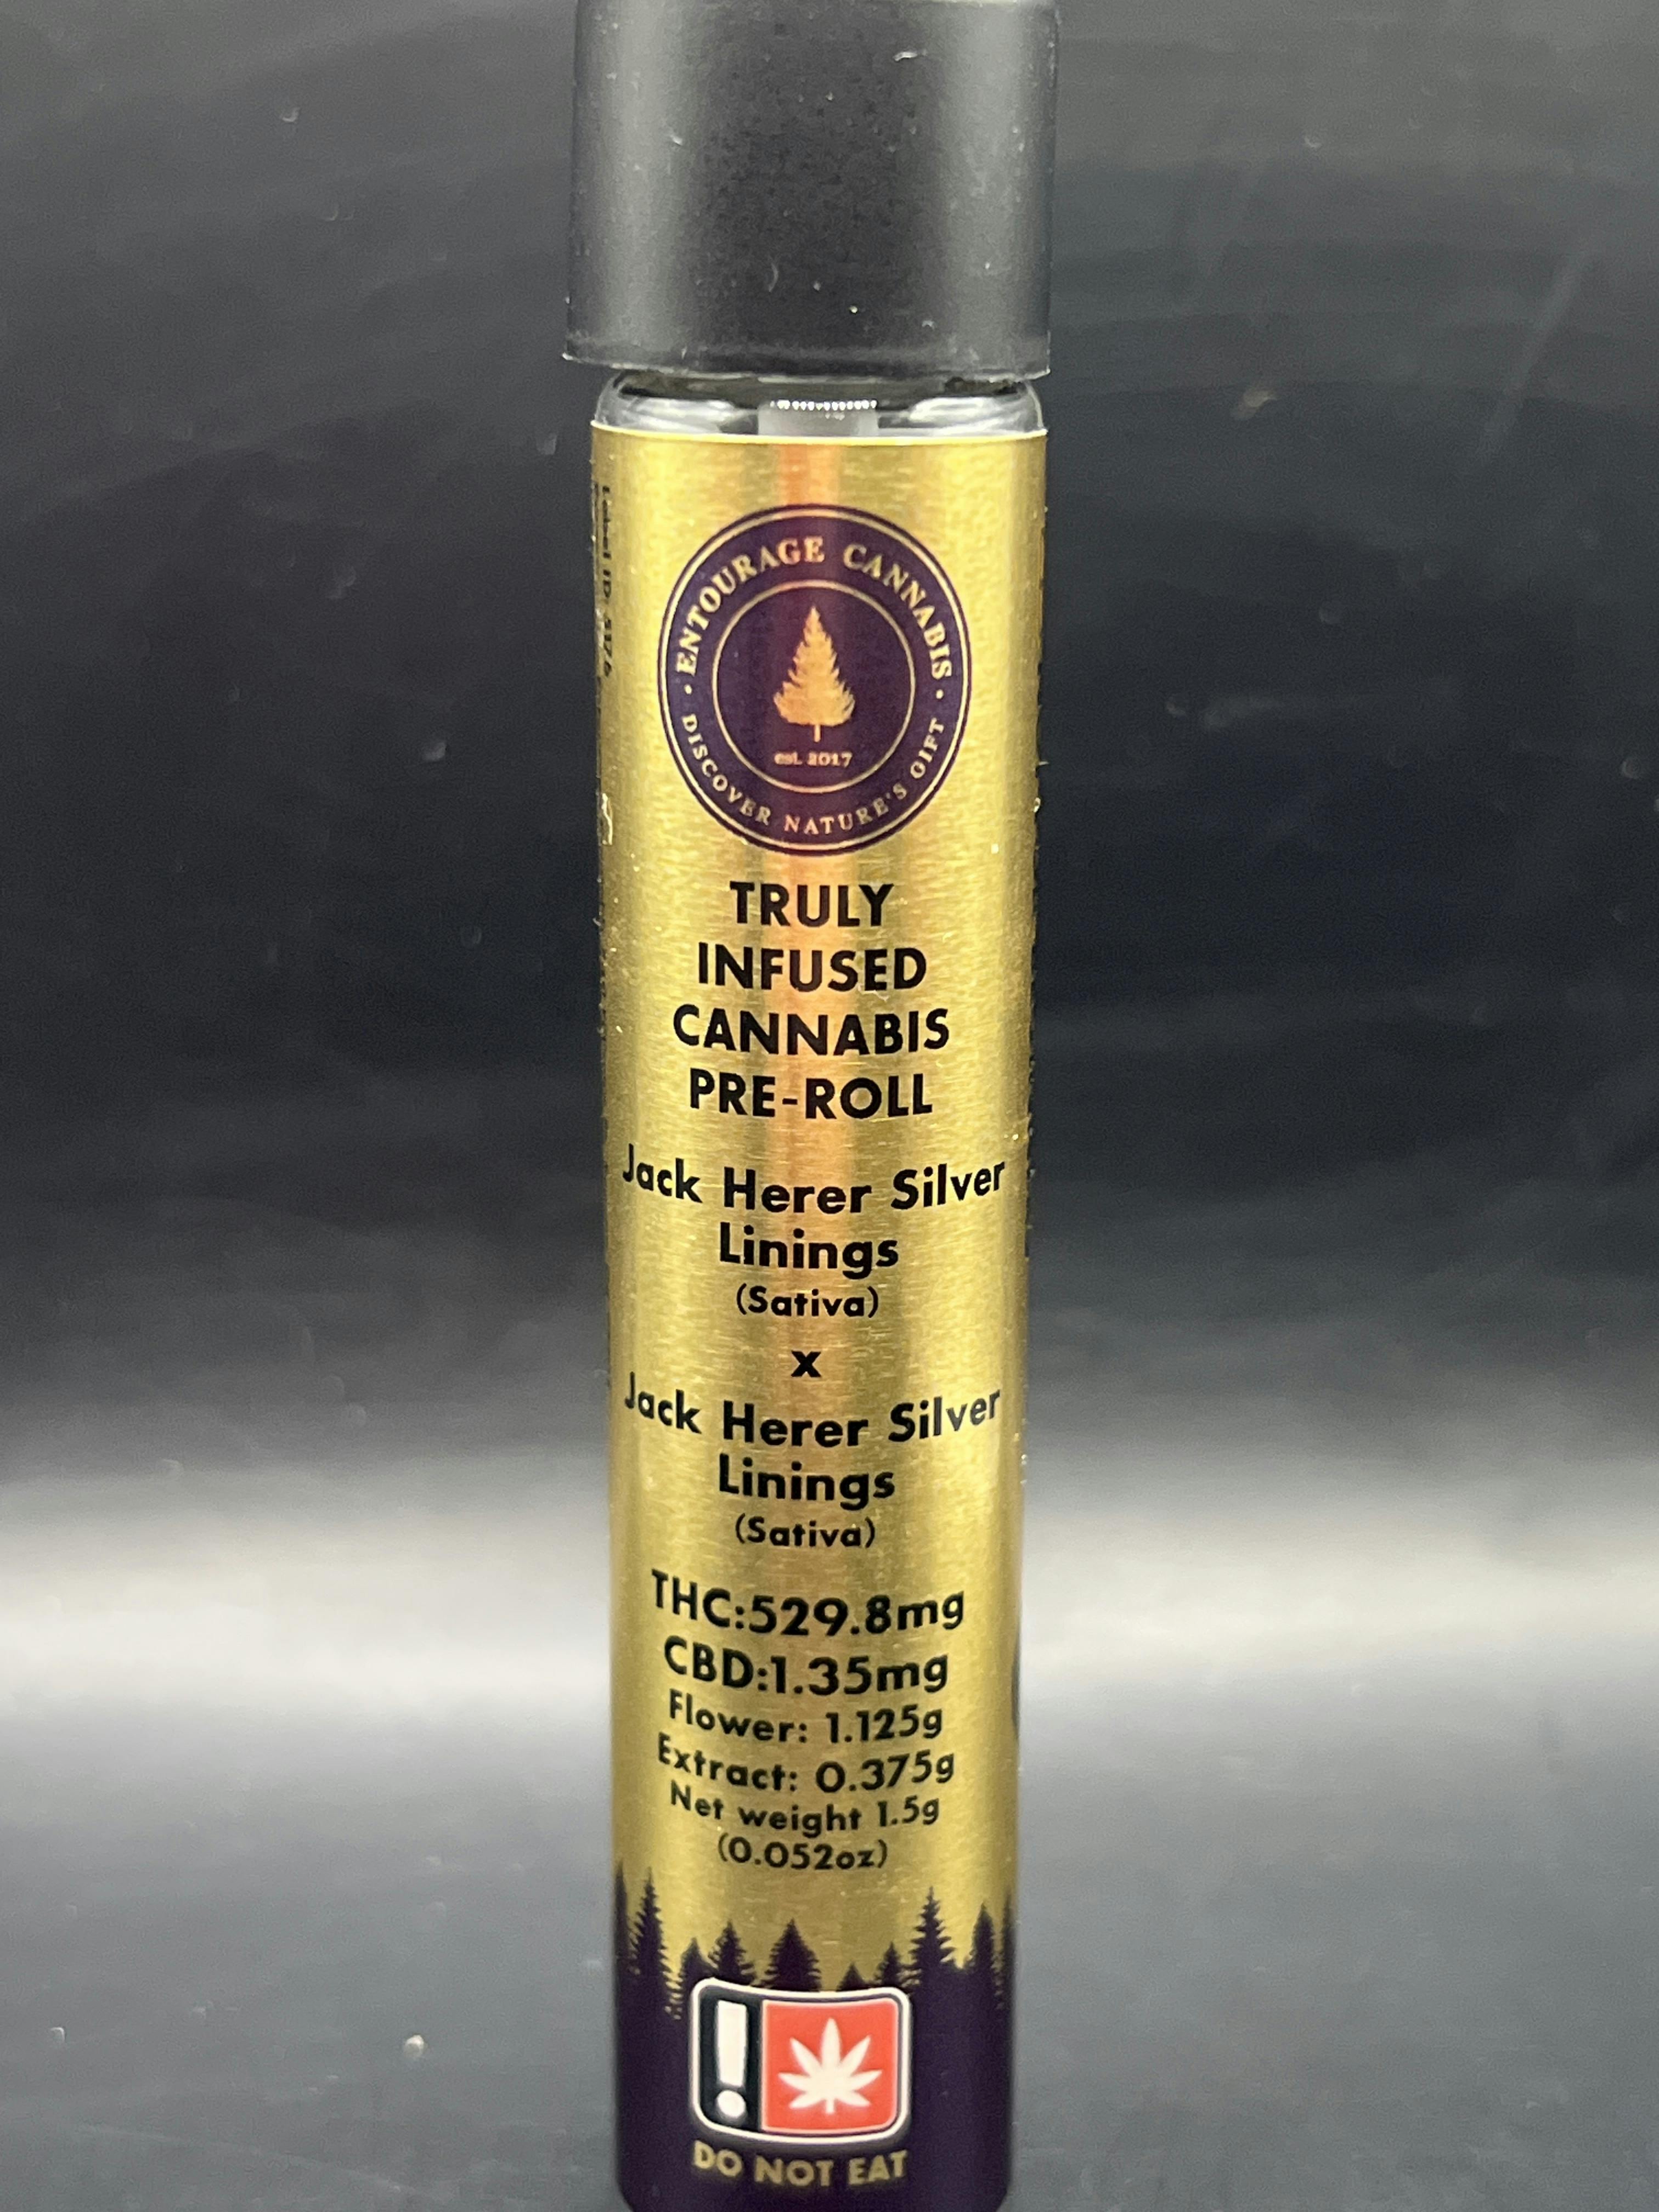 ENTOURAGE CANNABIS
est. 2017
DISCOVER NATURE'S GIFT
TRULY
INFUSED
CANNABIS
PRE-ROLL
Jack Herer Silver
Linings
(Sativa)
x
Jack Herer Silver
Linings
(Sativa)
THC:529.8mg
CBD:1.35mg
Flower: 1.125g
Extract: 0.375g
Net weight 1.5g
(0.052oz)
!
DO NOT EAT